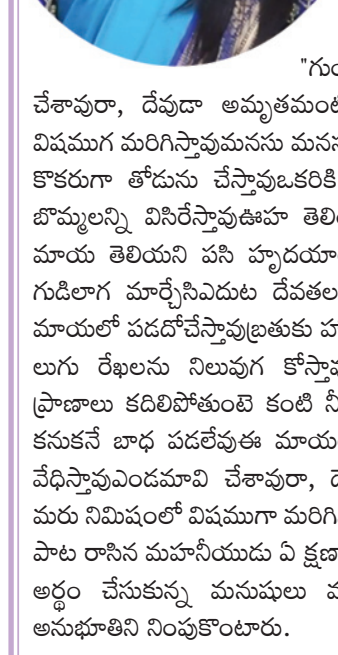 "గుం
చేశావురా, దేవుడా అమృతమంటి
విషముగ మరిగిస్తావుమనసు మనస
కొకరుగా తోడును చేస్తావుఒకరికి
బొమ్మలన్ని విసిరేస్తావుఊహ తెలి
మాయ తెలియని పసి హృదయా
గుడిలాగ మార్చేసిఎదుట దేవతల
మాయలో పడదోచేస్తావుబ్రతుకు హ
లుగు రేఖలను నిలువుగ కోస్తావ
ప్రాణాలు కదిలిపోతుంటె కంటి నీ
కనుకనే బాధ పడలేవుఈ మాయ
వేధిస్తావుఎండమావి చేశావురా, ద
మరు నిమిషంలో విషముగా మరిగి
పాట రాసిన మహనీయుడు ఏ క్షణా
అర్థం చేసుకున్న మనుషులు మ
అనుభూతిని నింపుకొంటారు.